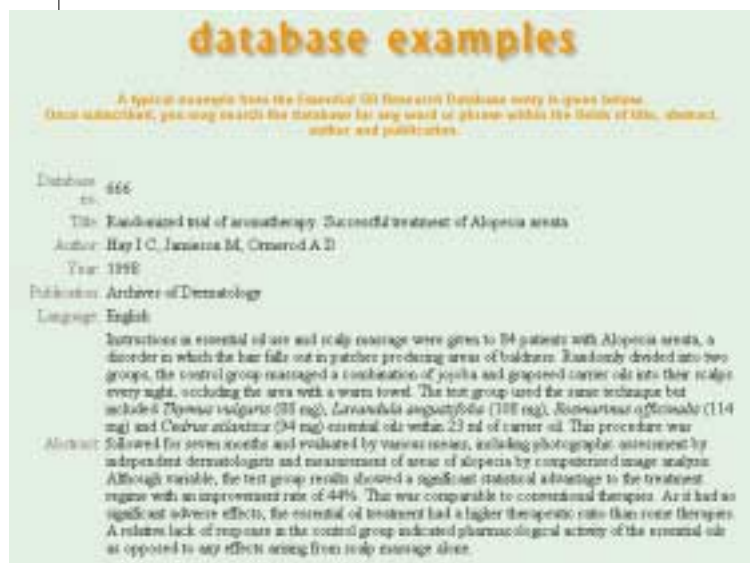 database examples
A typical example from the Essential Oil Research Database entry is given below.
Once subscribed, you may search the database for any word or phrase within the fields of title, abstract,
author and publication.
Database
no. 666
Title Randomized trial of aromatherapy. Successful treatment of Alopecia areata
Author Hay I C, Jamieson M, Ormerod A D
Year 1998
Publication Archives of Dermatology
Language English
Instructions in essential oil use and scalp massage were given to 84 patients with Alopecia areata, a
disorder in which the hair falls out in patches producing areas of baldness. Randomly divided into two
groups, the control group massaged a combination of jojoba and grapeseed carrier oils into their scalps
every night, occluding the area with a warm towel. The test group used the same technique but
included Thymus vulgaris (88 mg), Lavandula angustifolia (108 mg), Rosmarinus officinalis (114
mg) and Cedrus atlantica (94 mg) essential oils within 23 ml of carrier oil. This procedure was
Abstract followed for seven months and evaluated by various means, including photographic assessment by
independent dermatologists and measurement of areas of alopecia by computerised image analysis.
Although variable, the test group results showed a significant statistical advantage to the treatment
regime with an improvement rate of 44%. This was comparable to conventional therapies. As it had no
significant adverse effects, the essential oil treatment had a higher therapeutic ratio than some therapies.
A relative lack of response in the control group indicated pharmacological activity of the essential oils
as opposed to any effects arising from scalp massage alone.